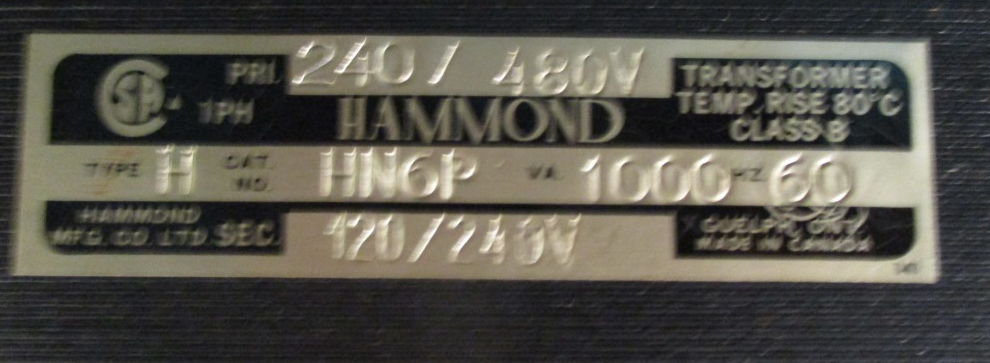 CSA PRI. 240/480V TRANSFORMER
1PH HAMMOND TEMP. RISE 80°C
CLASS B
TYPE H CAT. NO. HN6P VA. 1000 HZ 60
HAMMOND MFG. CO. LTD. SEC. 120/240V GUELPH, ONT.
MADE IN CANADA